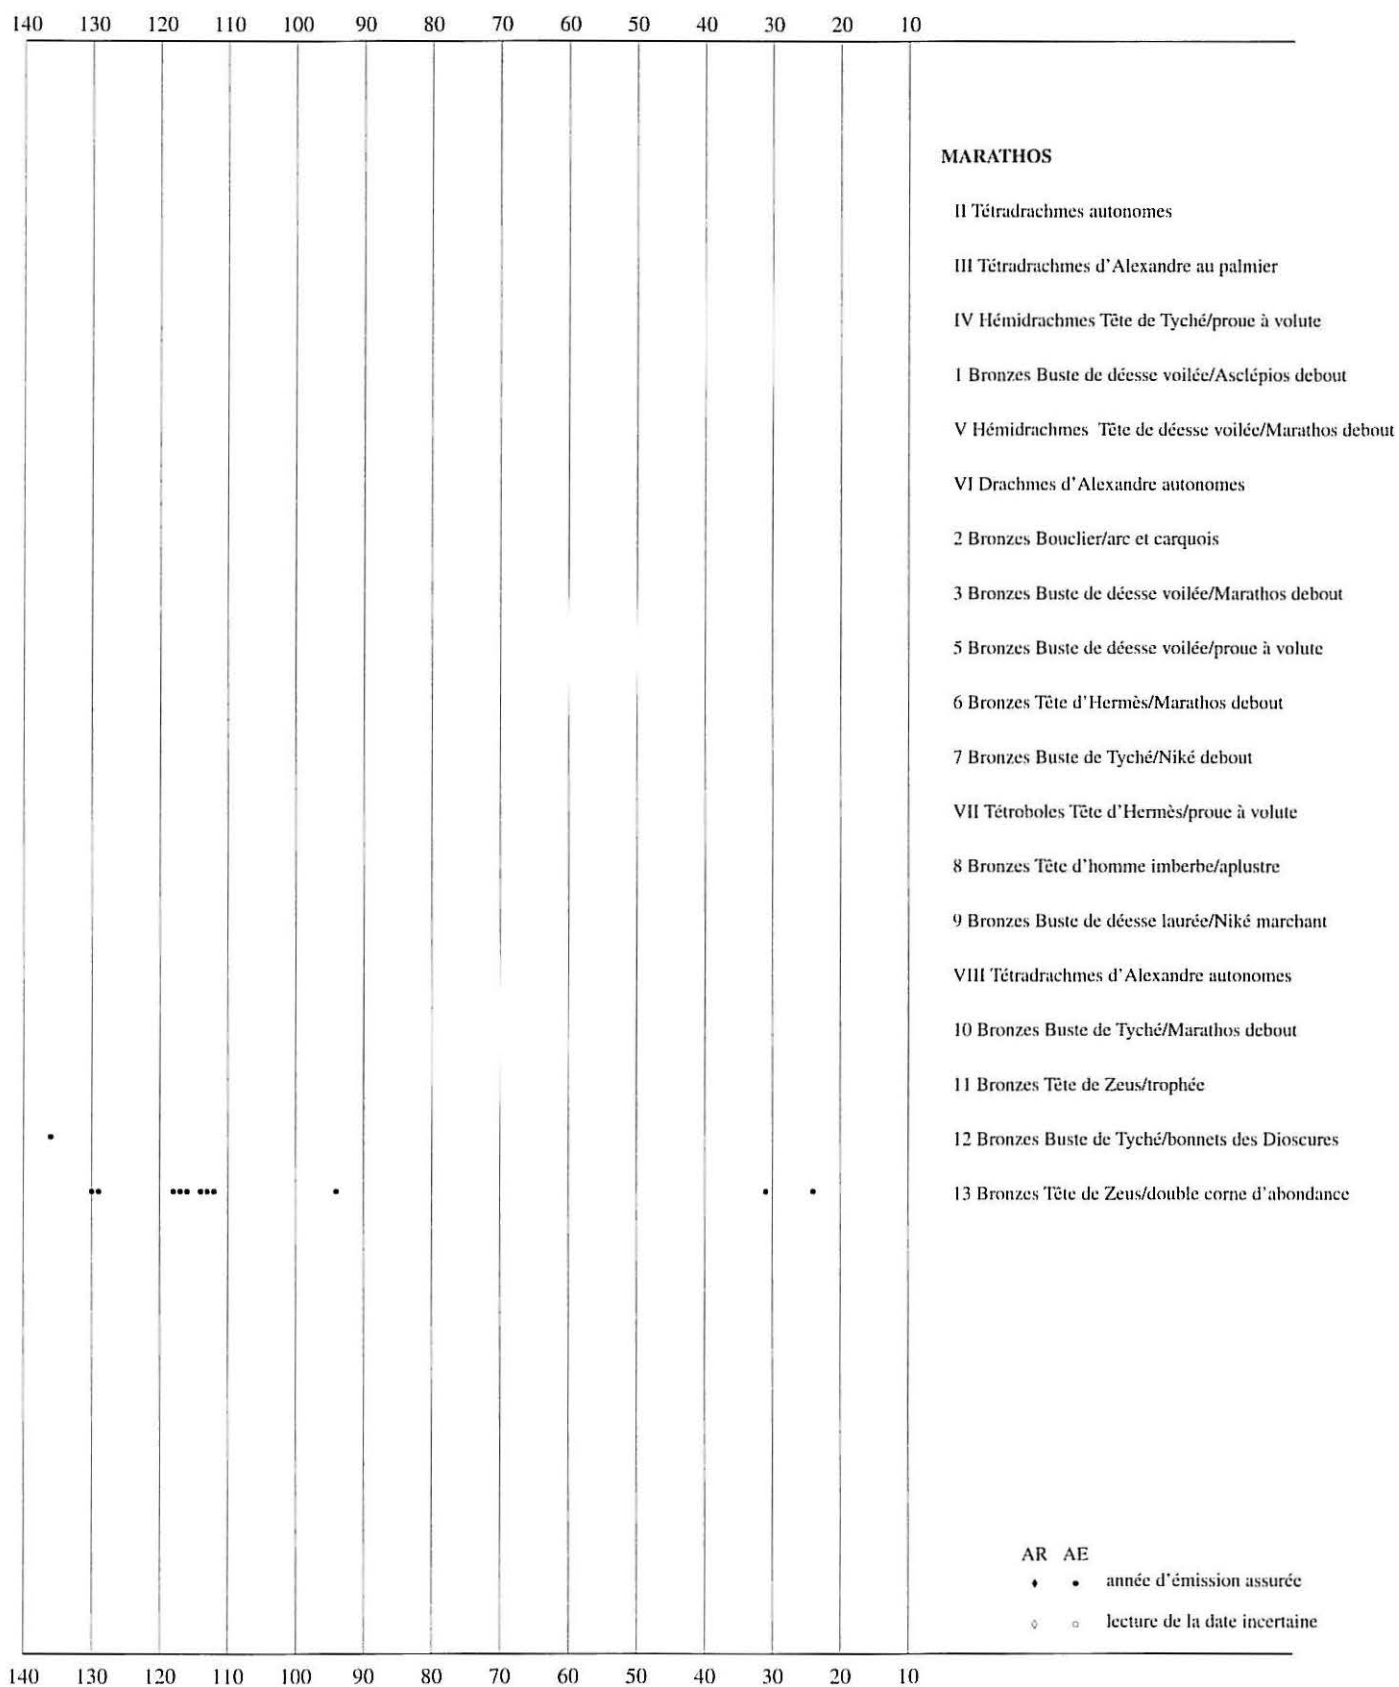 140 130 120 110 100 90 80 70 60 50 40 30 20 10
MARATHOS
II Tétradrachmes autonomes
III Tétradrachmes d'Alexandre au palmier
IV Hémidrachmes Tête de Tyché/proue à volute
1 Bronzes Buste de déesse voilée/Asclépios debout
V Hémidrachmes Tête de déesse voilée/Marathos debout
VI Drachmes d'Alexandre autonomes
2 Bronzes Bouclier/arc et carquois
3 Bronzes Buste de déesse voilée/Marathos debout
5 Bronzes Buste de déesse voilée/proue à volute
6 Bronzes Tête d'Hermès/Marathos debout
7 Bronzes Buste de Tyché/Niké debout
VII Tétroboles Tête d'Hermès/proue à volute
8 Bronzes Tête d'homme imberbe/aplustre
9 Bronzes Buste de déesse laurée/Niké marchant
VIII Tétradrachmes d'Alexandre autonomes
10 Bronzes Buste de Tyché/Marathos debout
11 Bronzes Tête de Zeus/trophée
12 Bronzes Buste de Tyché/bonnets des Dioscures
13 Bronzes Tête de Zeus/double corne d'abondance
AR AE
année d'émission assurée
lecture de la date incertaine
140 130 120 110 100 90 80 70 60 50 40 30 20 10